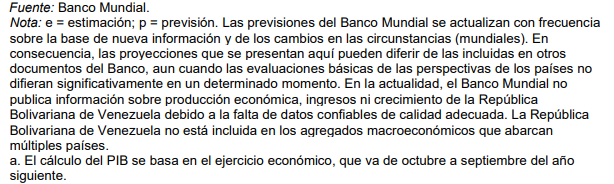 Fuente: Banco Mundial.
Nota: e = estimación; p = previsión. Las previsiones del Banco Mundial se actualizan con frecuencia
sobre la base de nueva información y de los cambios en las circunstancias (mundiales). En
consecuencia, las proyecciones que se presentan aquí pueden diferir de las incluidas en otros
documentos del Banco, aun cuando las evaluaciones básicas de las perspectivas de los países no
difieran significativamente en un determinado momento. En la actualidad, el Banco Mundial no
publica información sobre producción económica, ingresos ni crecimiento de la República
Bolivariana de Venezuela debido a la falta de datos confiables de calidad adecuada. La República
Bolivariana de Venezuela no está incluida en los agregados macroeconómicos que abarcan
múltiples países.
a. El cálculo del PIB se basa en el ejercicio económico, que va de octubre a septiembre del año
siguiente.